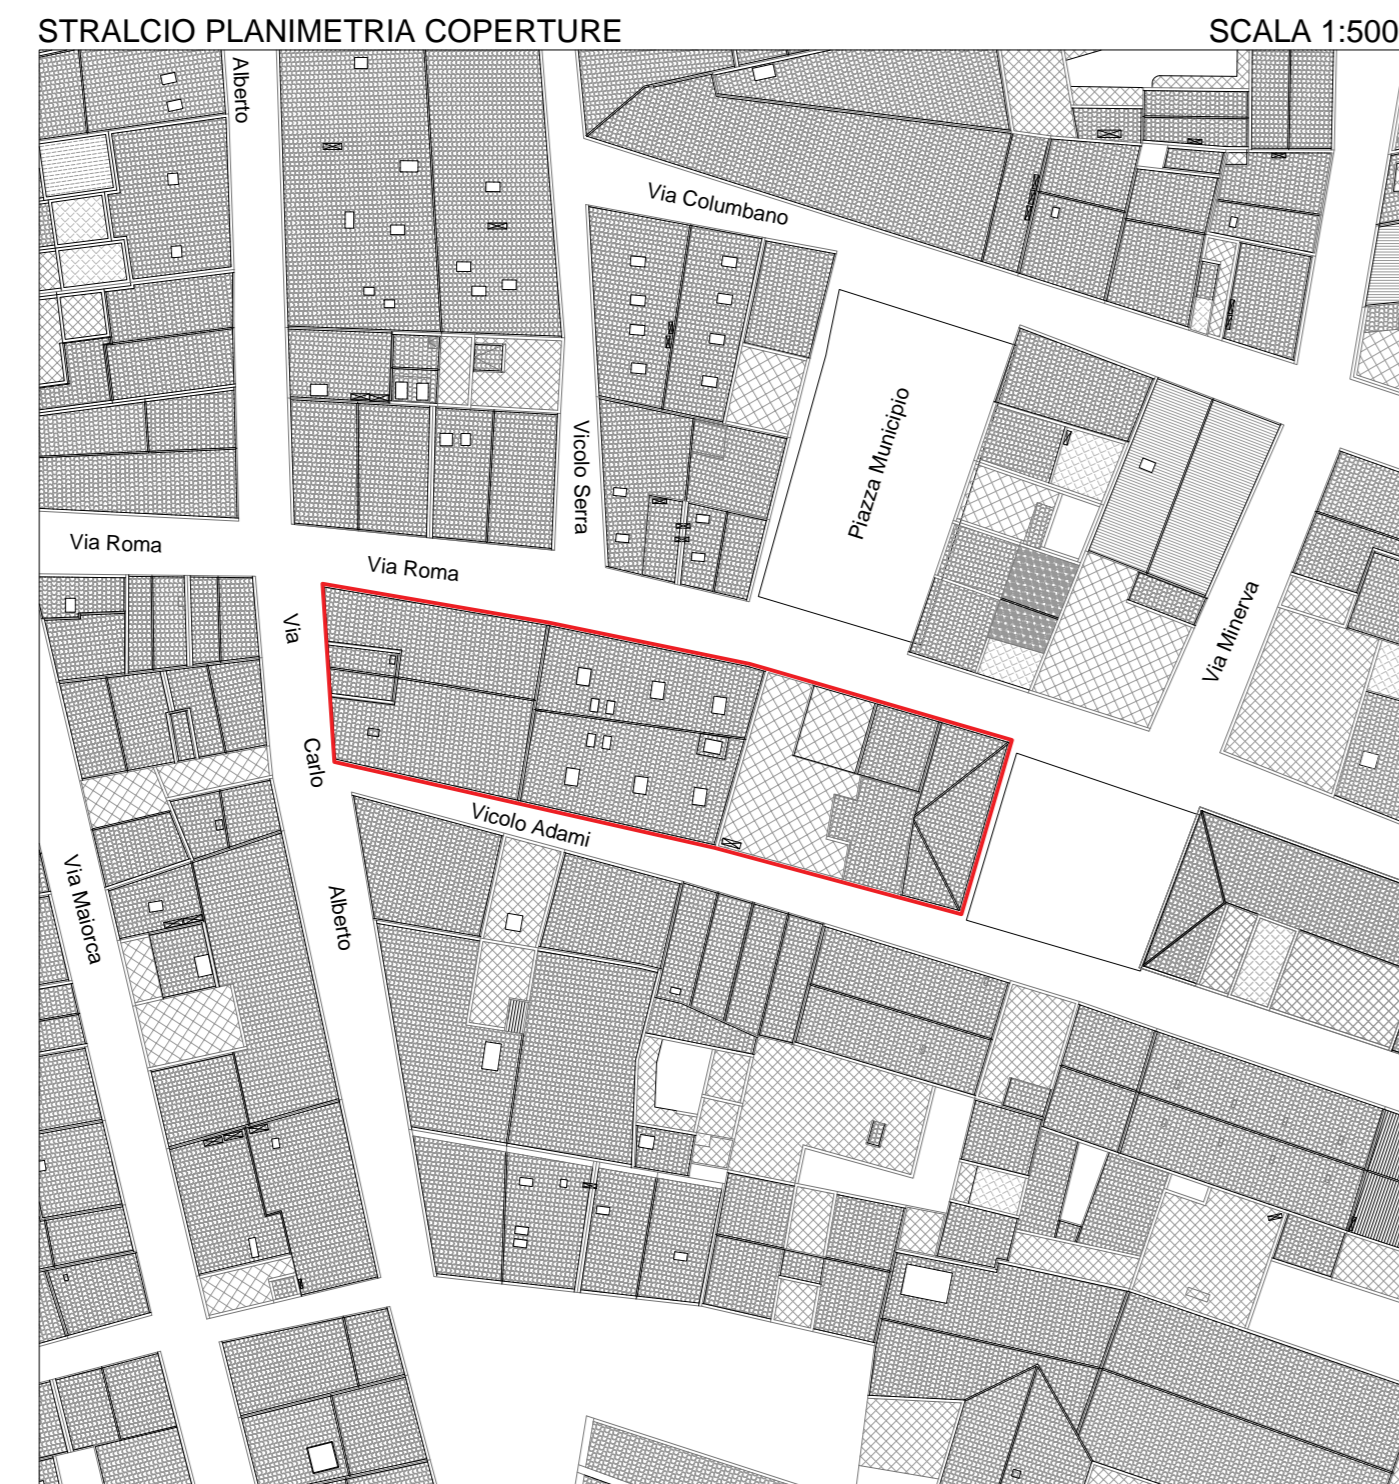 STRALCIO PLANIMETRIA COPERTURE
SCALA 1:500
Alberto
Via Columbano
Piazza Municipio
Vicolo Serra
Via Roma
Via Roma
Via Minerva
Via
Carlo
Alberto
Vicolo Adami
Via Maiorca